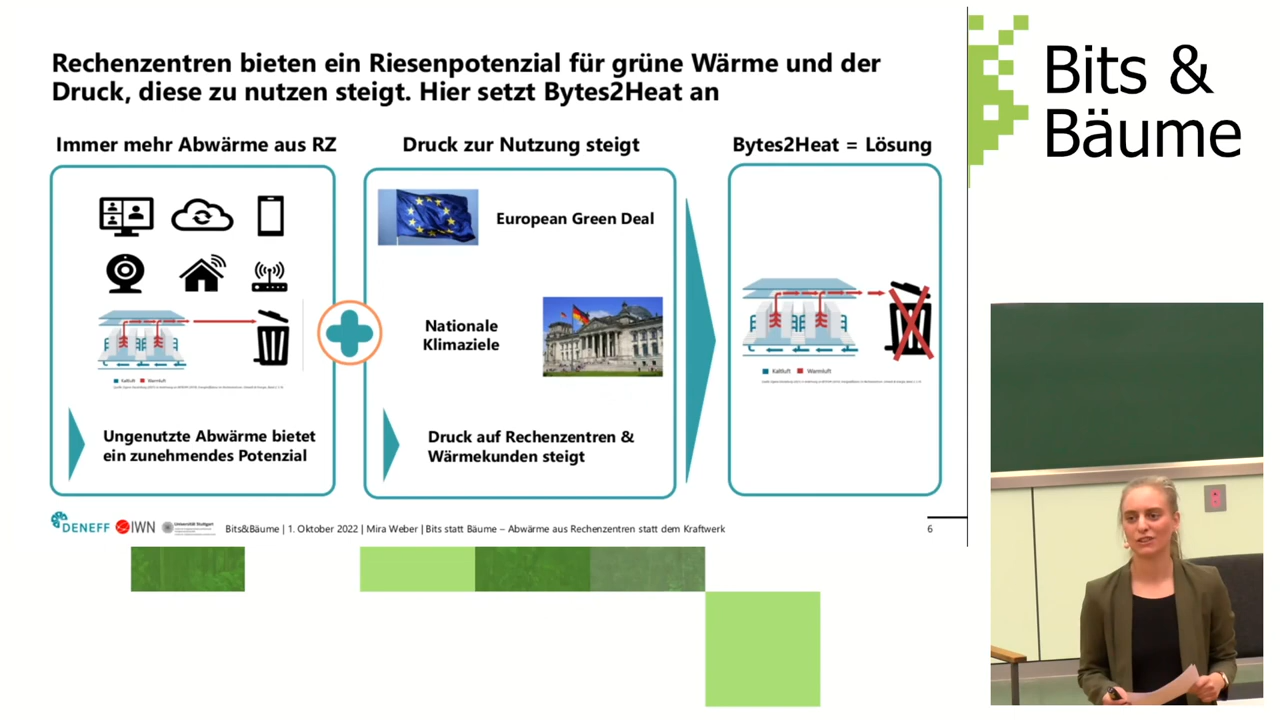 Rechenzentren bieten ein Riesenpotenzial für grüne Wärme und der
Druck, diese zu nutzen steigt. Hier setzt Bytes2Heat an
Immer mehr Abwärme aus RZ
Kaltluft Warmluft
Ungenutzte Abwärme bietet
ein zunehmendes Potenzial
Druck zur Nutzung steigt
European Green Deal
Nationale
Klimaziele
Druck auf Rechenzentren &
Wärmekunden steigt
Bytes2Heat = Lösung
Kaltluft Warmluft
DENEFF IWN Universität Stuttgart
Bits&Bäume | 1. Oktober 2022 | Mira Weber | Bits statt Bäume – Abwärme aus Rechenzentren statt dem Kraftwerk
6
Bits &
Bäume